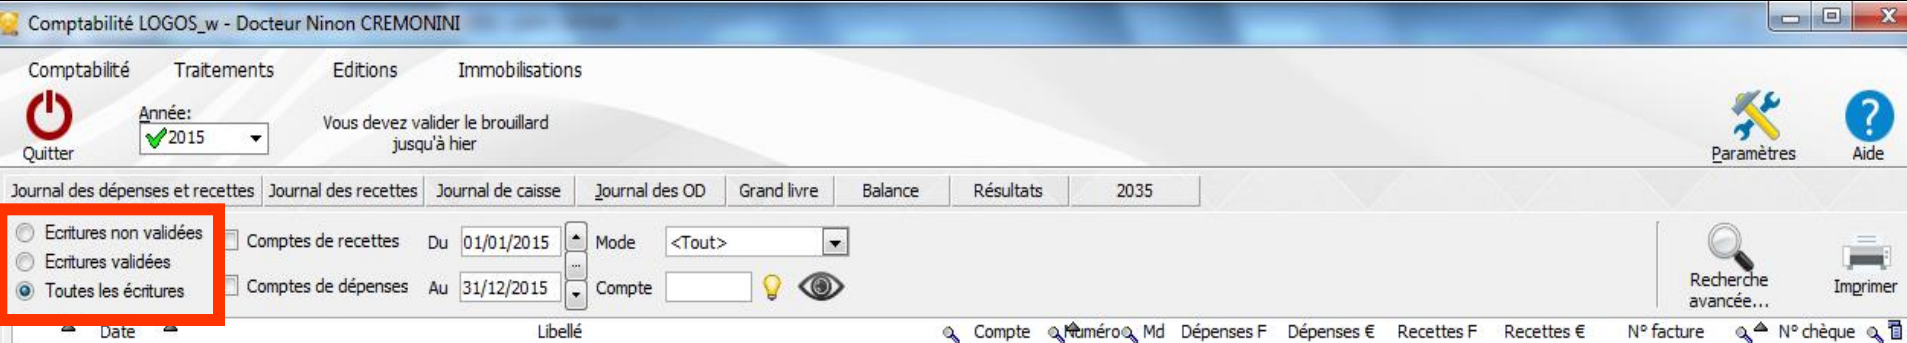 Comptabilité LOGOS_w - Docteur Ninon CREMONINI
Comptabilité Traitements Editions Immobilisations
Année:
2015
Vous devez valider le brouillard
jusqu'à hier
Quitter
Paramètres
Aide
Journal des dépenses et recettes Journal des recettes Journal de caisse Journal des OD Grand livre Balance Résultats 2035
Ecritures non validées
Ecritures validées
Toutes les écritures
Comptes de recettes Du 01/01/2015 ... Mode <Tout>
Comptes de dépenses Au 31/12/2015 Compte
Recherche
avancée...
Imprimer
Date Libellé Compte Numéro Md Dépenses F Dépenses € Recettes F Recettes € N° facture N° chèque